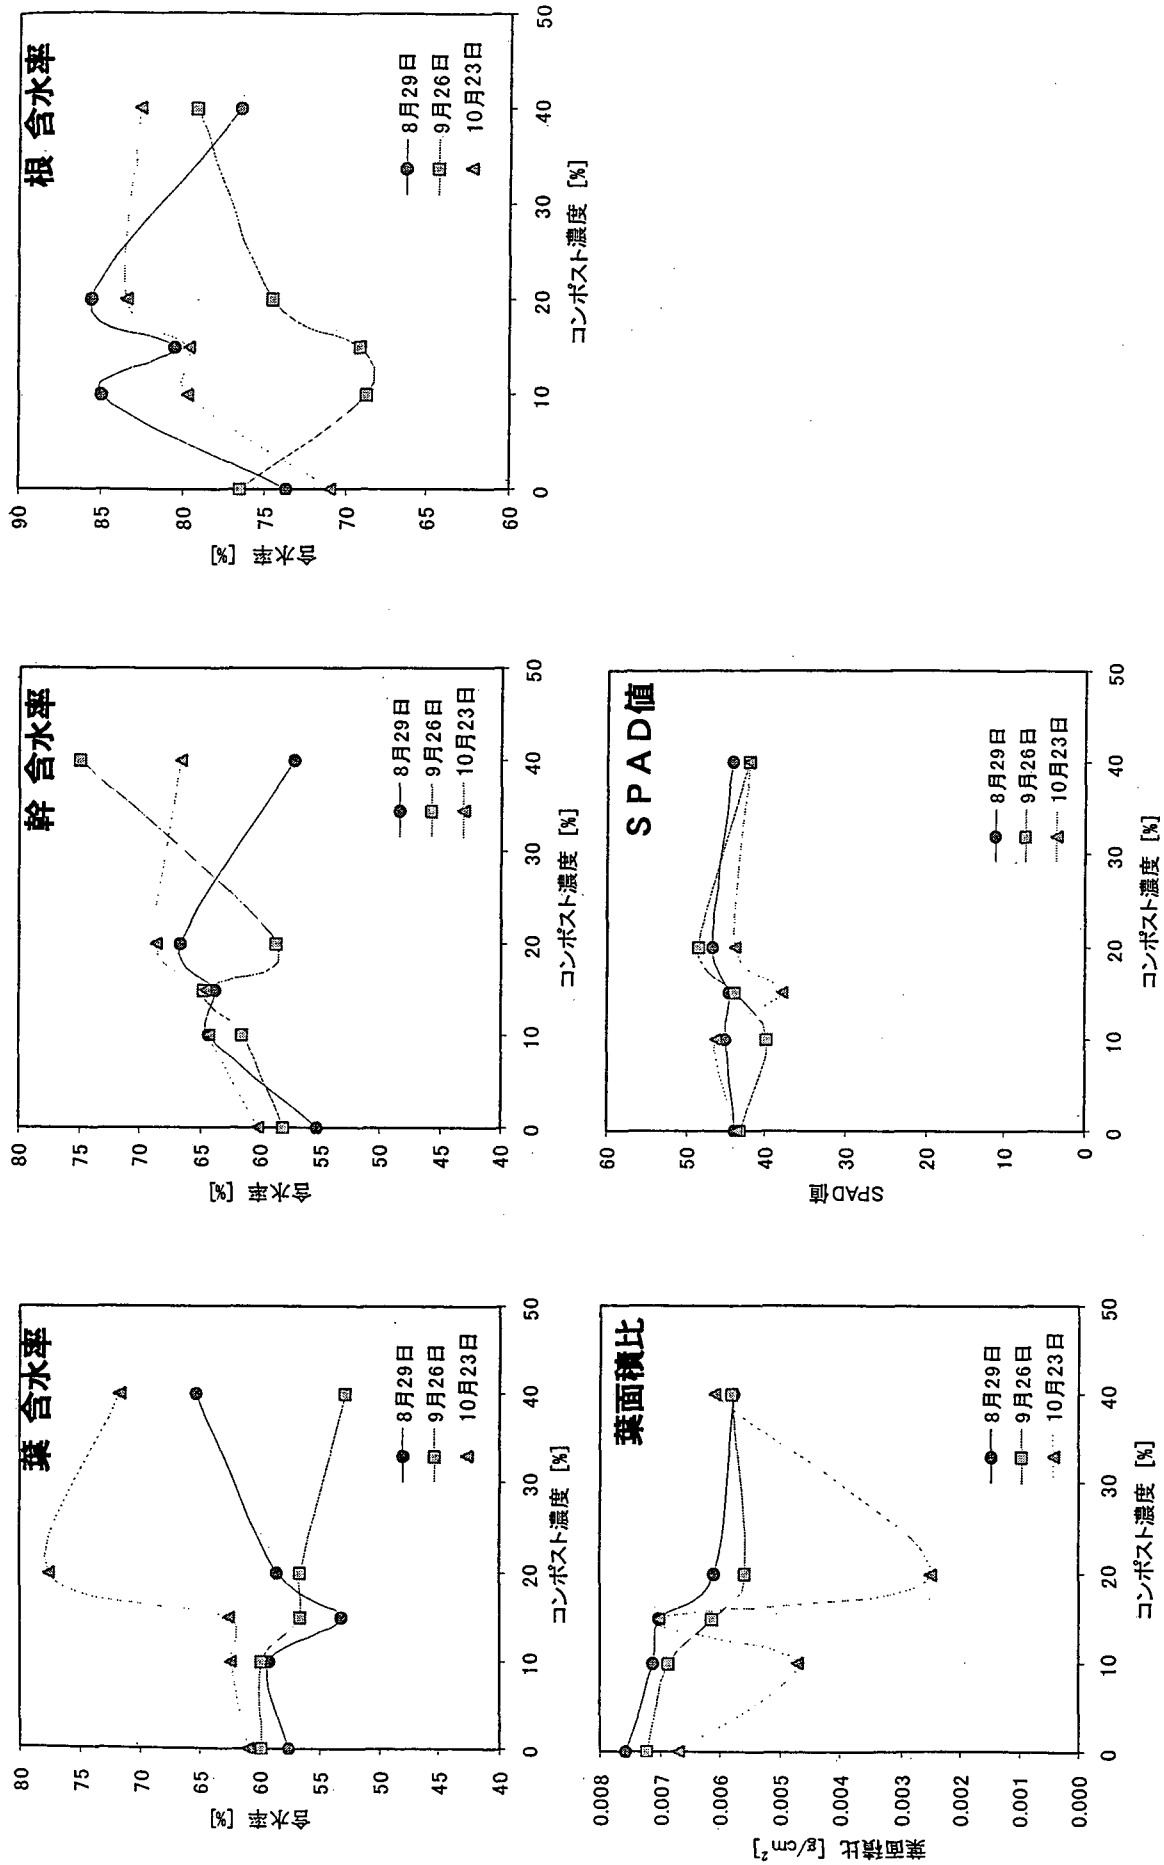 葉 含水率
含水率 [%]
80
75
70
65
60
55
50
45
40
0
10
20
30
40
50
コンポスト濃度 [%]
8月29日
9月26日
10月23日
幹 含水率
含水率 [%]
80
75
70
65
60
55
50
45
40
0
10
20
30
40
50
コンポスト濃度 [%]
8月29日
9月26日
10月23日
根 含水率
含水率 [%]
90
85
80
75
70
65
60
0
10
20
30
40
50
コンポスト濃度 [%]
8月29日
9月26日
10月23日
葉面積比
葉面積比 [g/cm²]
0.008
0.007
0.006
0.005
0.004
0.003
0.002
0.001
0.000
0
10
20
30
40
50
コンポスト濃度 [%]
8月29日
9月26日
10月23日
SPAD値
SPAD値
60
50
40
30
20
10
0
0
10
20
30
40
50
コンポスト濃度 [%]
8月29日
9月26日
10月23日